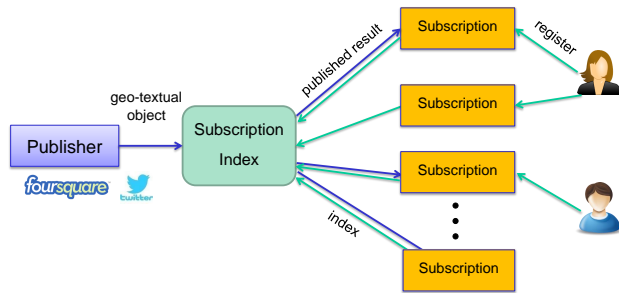 published result
Subscription
register
geo-textual
object
Subscription
Index
Subscription
Publisher
foursquare
twitter
Subscription
index
Subscription